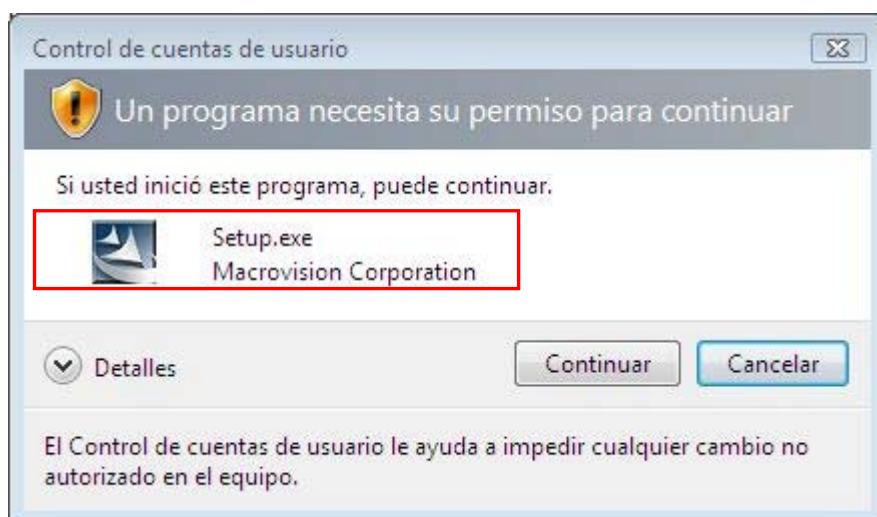 Control de cuentas de usuario
Un programa necesita su permiso para continuar
Si usted inició este programa, puede continuar.
Setup.exe
Macrovision Corporation
Detalles
Continuar
Cancelar
El Control de cuentas de usuario le ayuda a impedir cualquier cambio no
autorizado en el equipo.